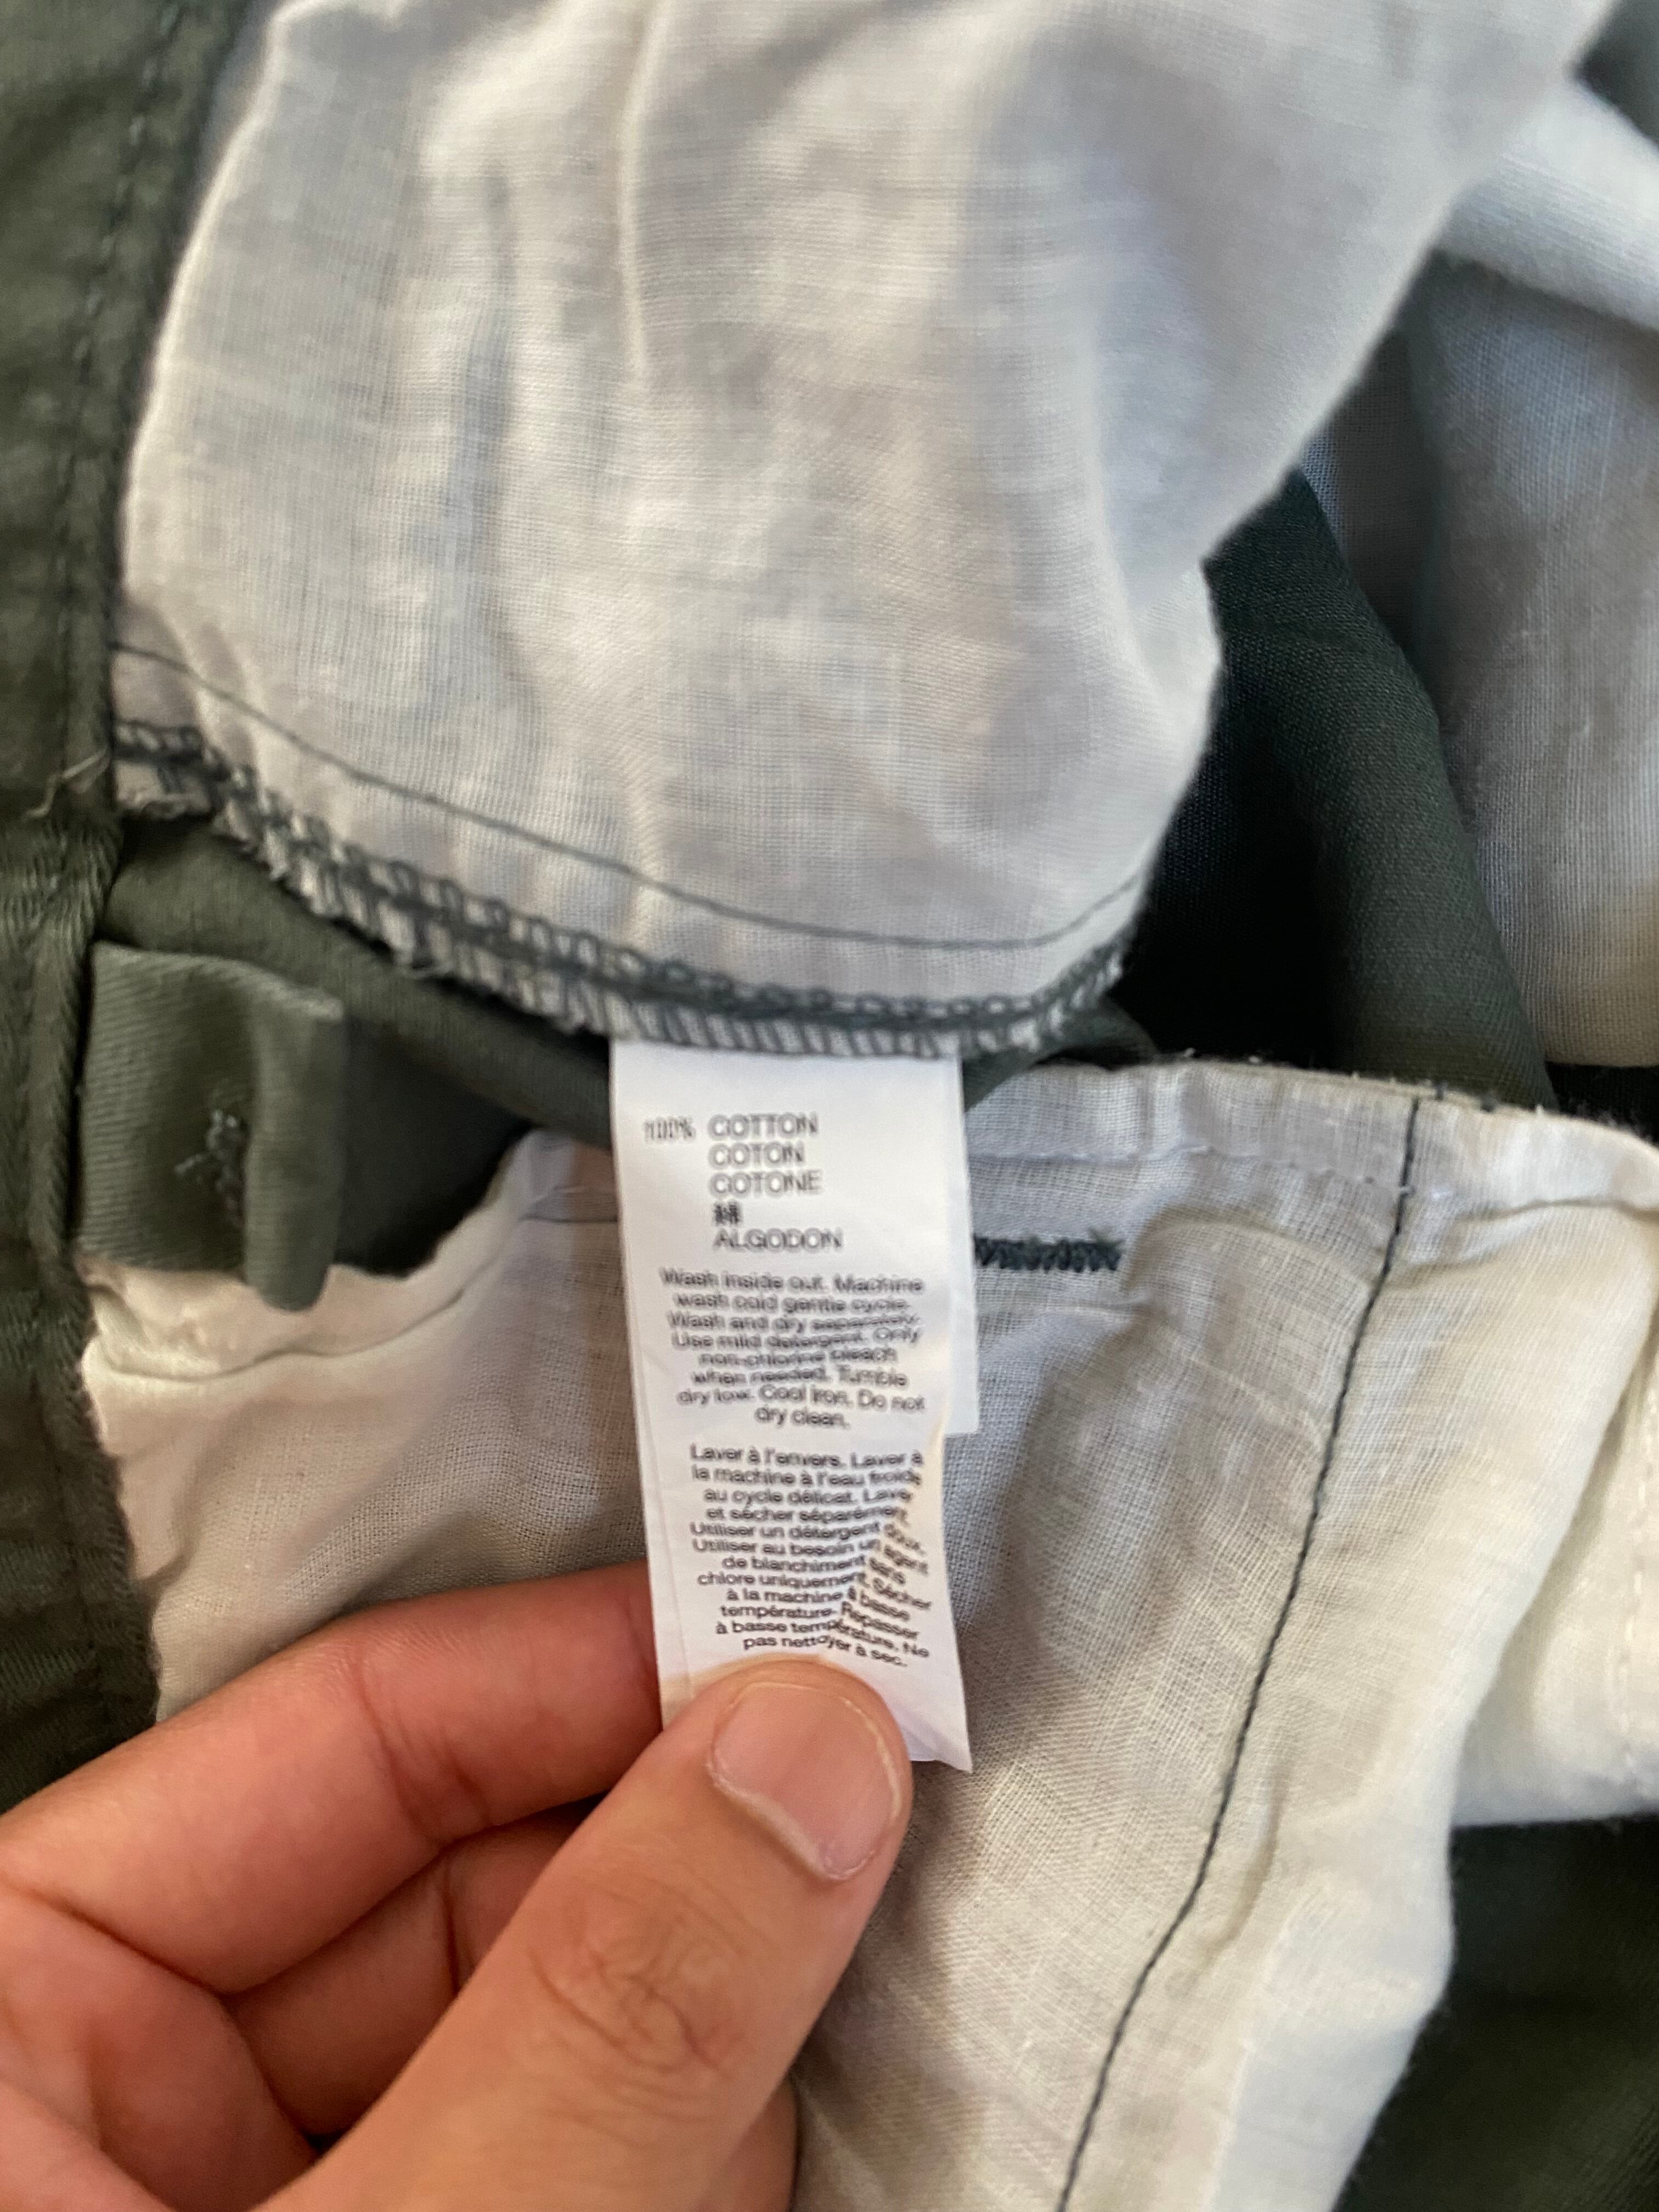 100% COTTON
COTON
COTONE
ALGODON
Wash inside out. Machine
wash cold gentle cycle.
Wash and dry separately.
Use mild detergent. Only
non-chlorine bleach
when needed. Tumble
dry low. Cool iron. Do not
dry clean.
Laver à l'envers. Laver à
la machine à l'eau froide
au cycle délicat. Laver
et sécher séparément.
Utiliser un détergent doux.
Utiliser au besoin un agent
de blanchiment sans
chlore uniquement. Sécher
à la machine à basse
température. Repasser
à basse température. Ne
pas nettoyer à sec.